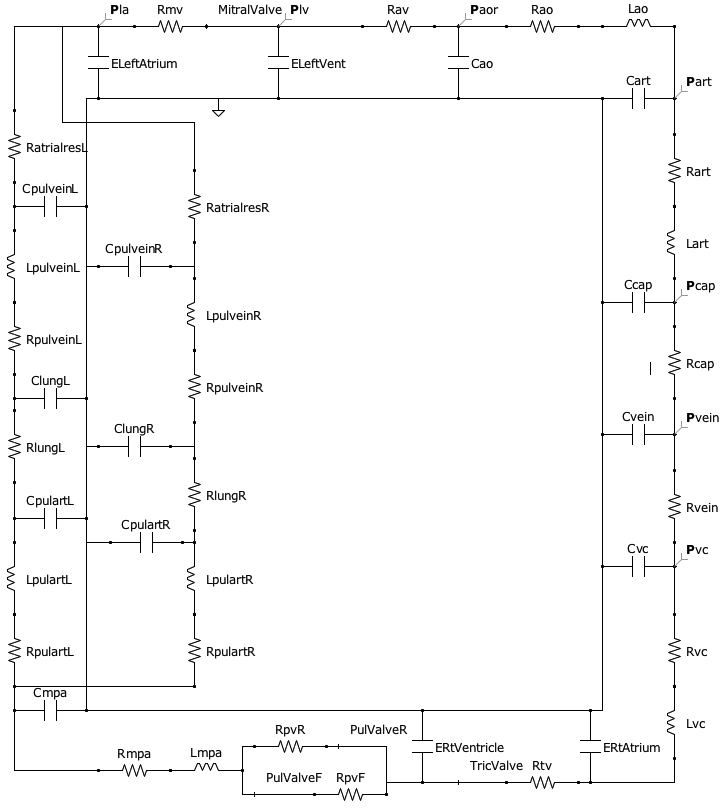 Pla Rmv MitralValve Plv Rav Paor Rao Lao
ELeftAtrium ELeftVent Cao Cart Part
RatrialresL Rart
CpulveinL RatrialresR
CpulveinR Lart
LpulveinL Ccap Pcap
LpulveinR
RpulveinL Rcap
ClungL RpulveinR
Cvein Pvein
RlungL ClungR
CpulartL RlungR Rvein
CpulartR
Cvc Pvc
LpulartL LpulartR
RpulartL RpulartR Rvc
Cmpa
RpvR PulValveR Lvc
Rmpa Lmpa ERtVentricle ERtAtrium
PulValveF RpvF TricValve Rtv